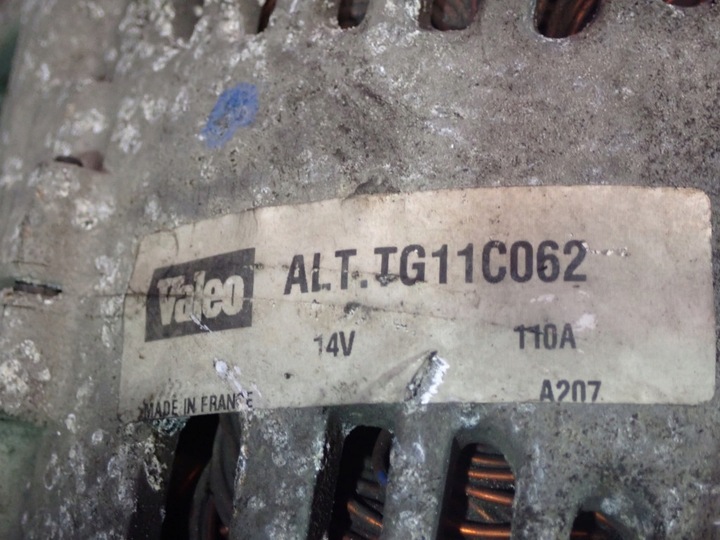 Valeo ALT.TG11C062
14V 110A
MADE IN FRANCE A207